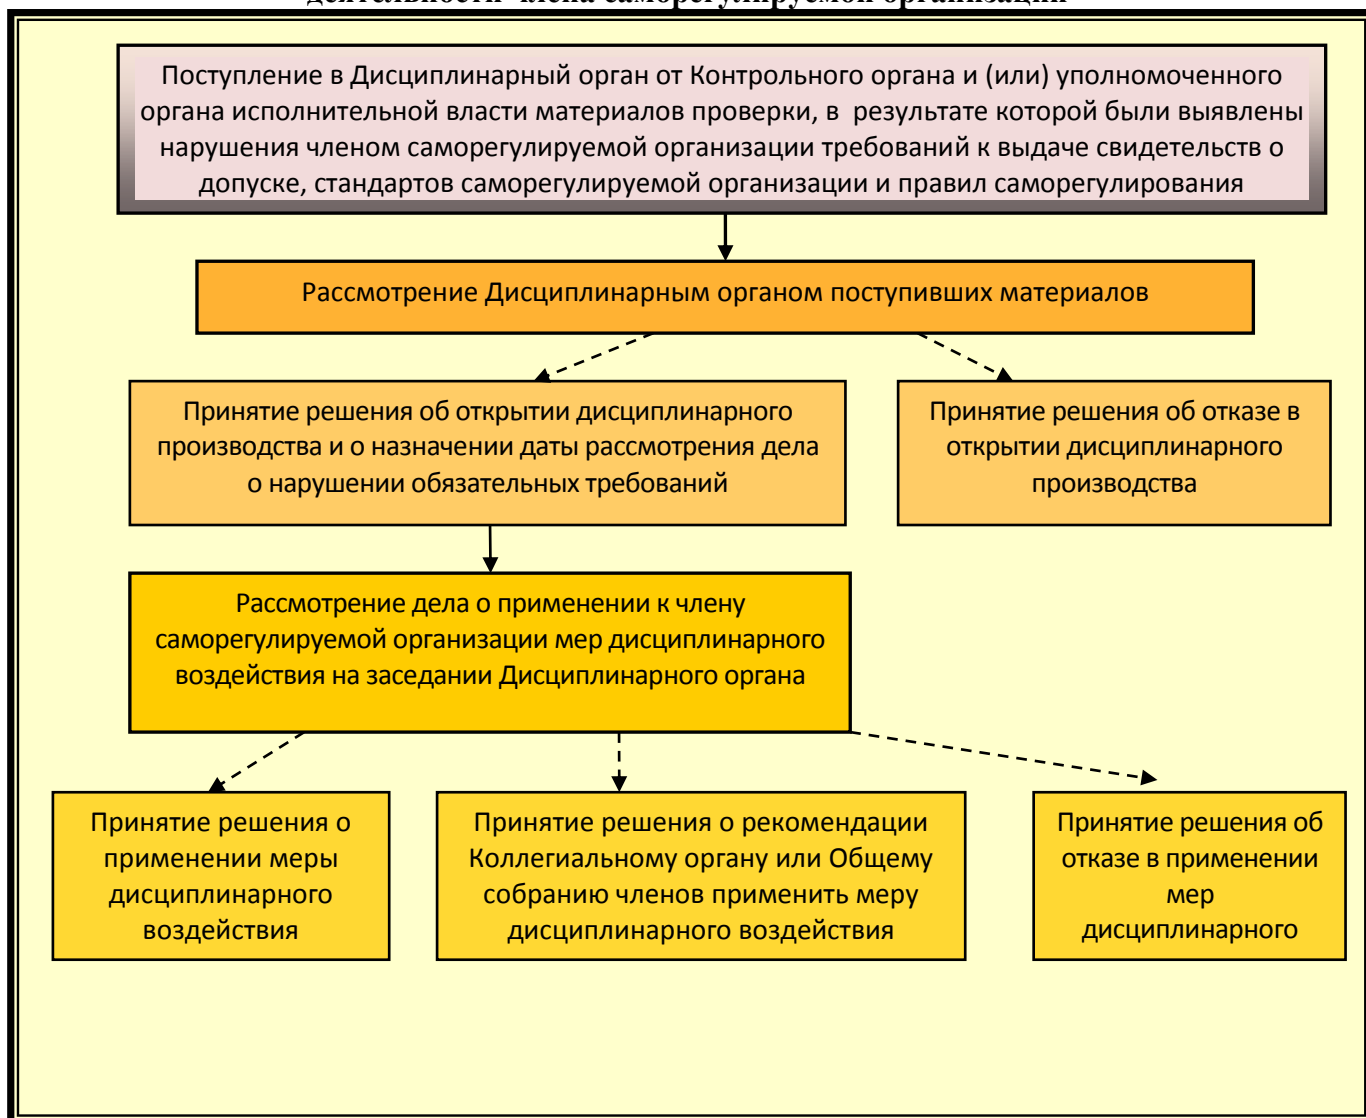 деятельности члена саморегулируемой организации
Поступление в Дисциплинарный орган от Контрольного органа и (или) уполномоченного
органа исполнительной власти материалов проверки, в результате которой были выявлены
нарушения членом саморегулируемой организации требований к выдаче свидетельств о
допуске, стандартов саморегулируемой организации и правил саморегулирования
Рассмотрение Дисциплинарным органом поступивших материалов
Принятие решения об открытии дисциплинарного
производства и о назначении даты рассмотрения дела
о нарушении обязательных требований
Принятие решения об отказе в
открытии дисциплинарного
производства
Рассмотрение дела о применении к члену
саморегулируемой организации мер дисциплинарного
воздействия на заседании Дисциплинарного органа
Принятие решения о
применении меры
дисциплинарного
воздействия
Принятие решения о рекомендации
Коллегиальному органу или Общему
собранию членов применить меру
дисциплинарного воздействия
Принятие решения об
отказе в применении
мер
дисциплинарного